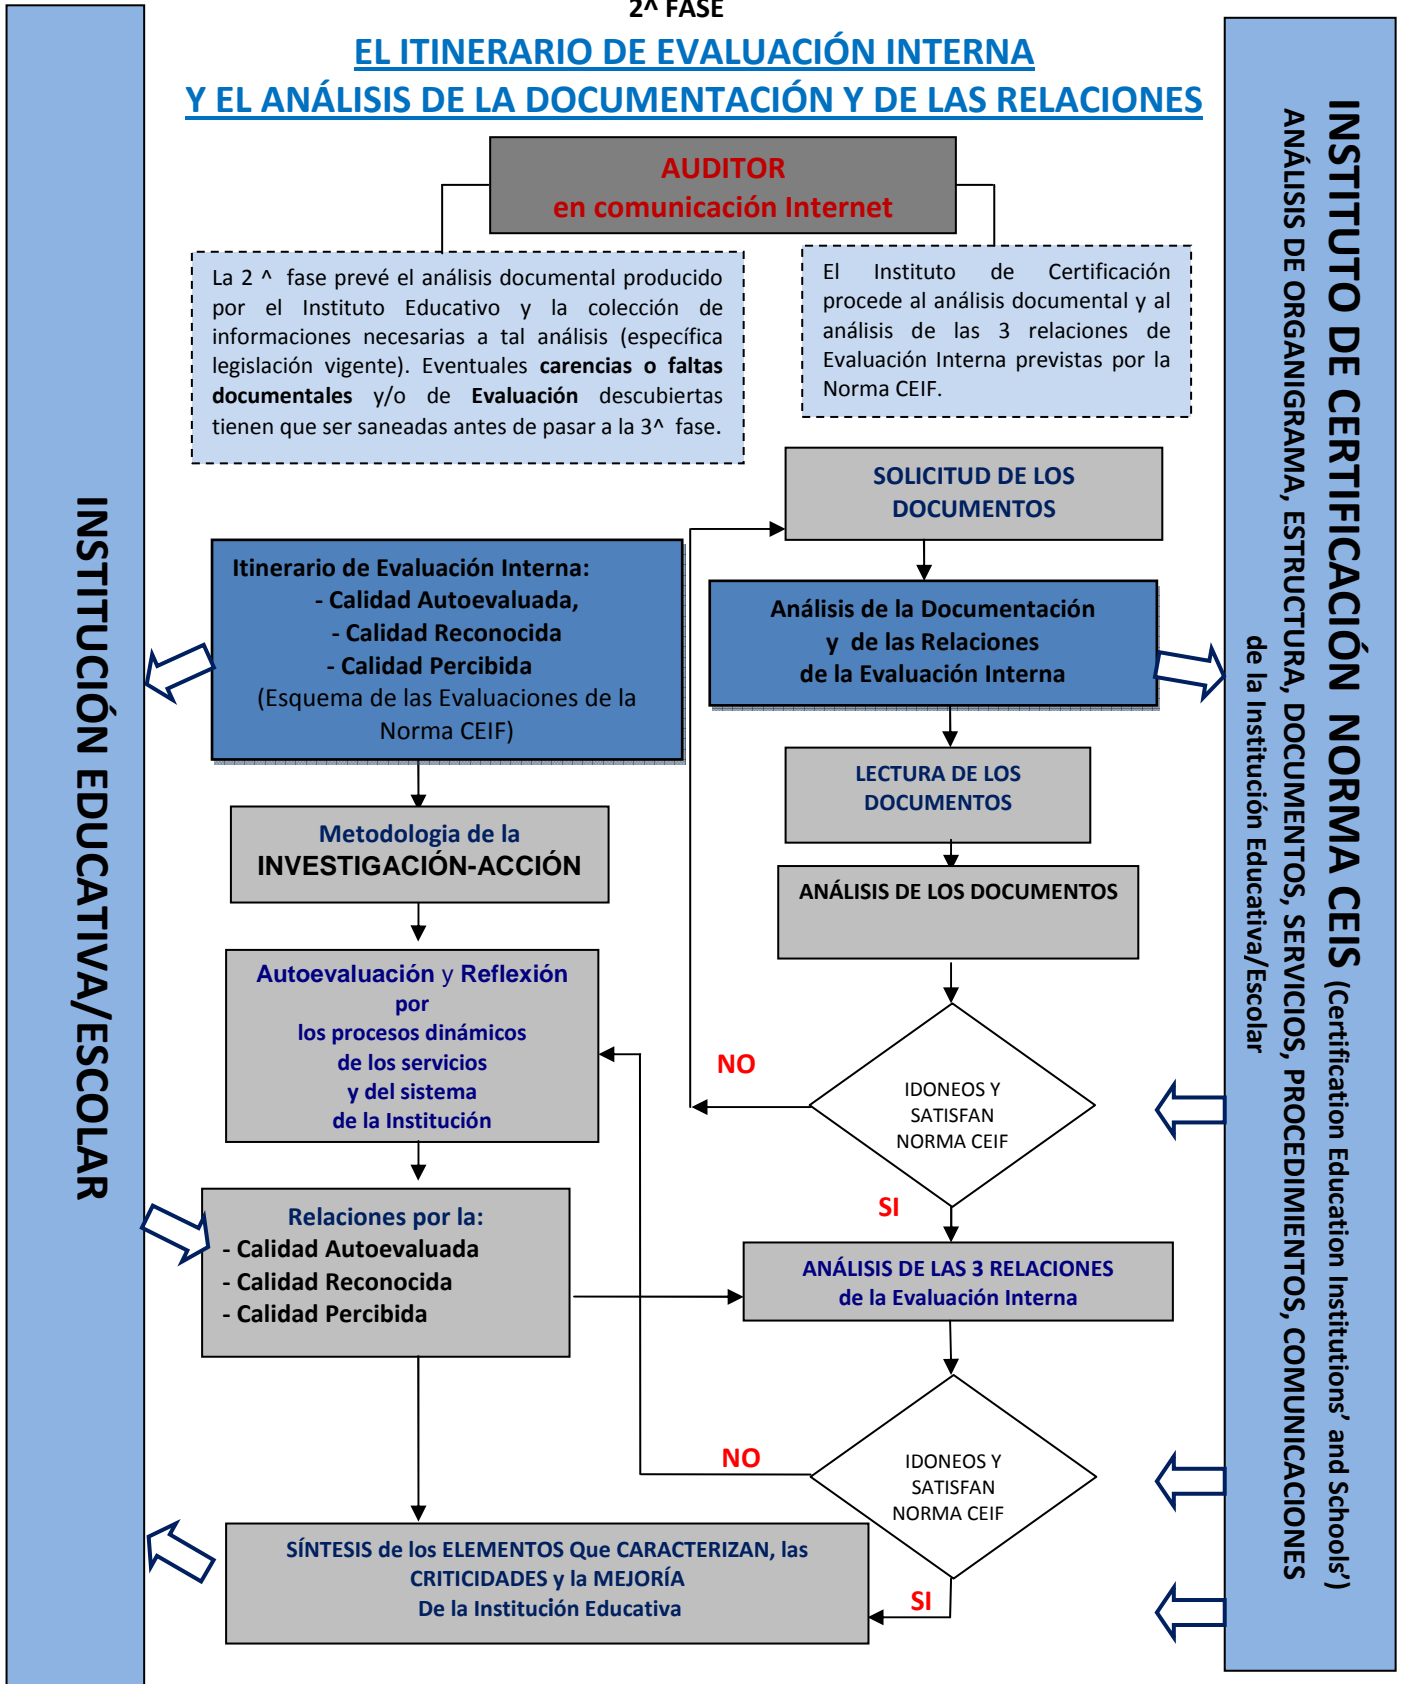 2^ FASE
EL ITINERARIO DE EVALUACIÓN INTERNA
Y EL ANÁLISIS DE LA DOCUMENTACIÓN Y DE LAS RELACIONES
AUDITOR
en comunicación Internet
La 2 ^ fase prevé el análisis documental producido
por el Instituto Educativo y la colección de
informaciones necesarias a tal análisis (específica
legislación vigente). Eventuales carencias o faltas
documentales y/o de Evaluación descubiertas
tienen que ser saneadas antes de pasar a la 3^ fase.
El Instituto de Certificación
procede al análisis documental y al
análisis de las 3 relaciones de
Evaluación Interna previstas por la
Norma CEIF.
SOLICITUD DE LOS
DOCUMENTOS
Itinerario de Evaluación Interna:
- Calidad Autoevaluada,
- Calidad Reconocida
- Calidad Percibida
(Esquema de las Evaluaciones de la
Norma CEIF)
Análisis de la Documentación
y de las Relaciones
de la Evaluación Interna
LECTURA DE LOS
DOCUMENTOS
Metodologia de la
INVESTIGACIÓN-ACCIÓN
ANÁLISIS DE LOS DOCUMENTOS
Autoevaluación y Reflexión
por
los procesos dinámicos
de los servicios
y del sistema
de la Institución
NO
IDONEOS Y
SATISFAN
NORMA CEIF
SI
Relaciones por la:
- Calidad Autoevaluada
- Calidad Reconocida
- Calidad Percibida
ANÁLISIS DE LAS 3 RELACIONES
de la Evaluación Interna
NO
IDONEOS Y
SATISFAN
NORMA CEIF
SI
SÍNTESIS de los ELEMENTOS Que CARACTERIZAN, las
CRITICIDADES y la MEJORÍA
De la Institución Educativa
INSTITUCIÓN EDUCATIVA/ESCOLAR
INSTITUTO DE CERTIFICACIÓN NORMA CEIS (Certification Education Institutions' and Schools')
ANÁLISIS DE ORGANIGRAMA, ESTRUCTURA, DOCUMENTOS, SERVICIOS, PROCEDIMIENTOS, COMUNICACIONES
de la Institución Educativa/Escolar